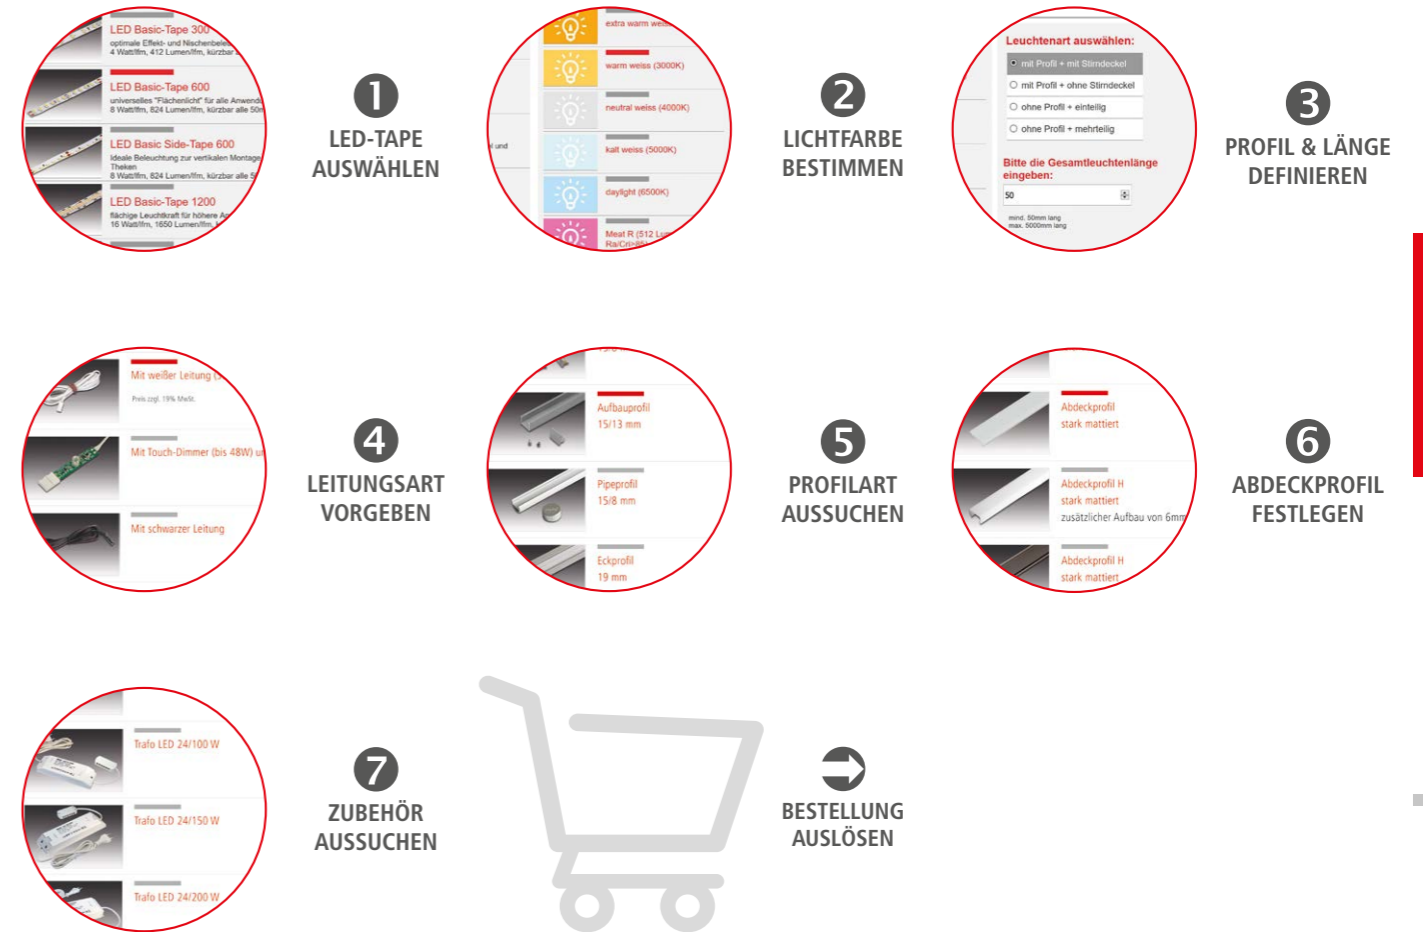 LED Basic-Tape 300
optimale Effekt- und
4 Watt/lfm, 412 Lumen/lfm, kürzbar
LED Basic-Tape 600
universelles "Flächenlicht" für alle
8 Watt/lfm, 824 Lumen/lfm, kürzbar alle
LED Basic Side-Tape 600
Ideale Beleuchtung zur vertikalen Montage
Theken
8 Watt/lfm, 824 Lumen/lfm, kürzbar alle
LED Basic-Tape 1200
flächige Leuchtkraft für höhere
16 Watt/lfm, 1650 Lumen/lfm,
1
LED-TAPE
AUSWÄHLEN
extra warm
warm weiss (3000K)
neutral weiss (4000K)
und
kalt weiss (5000K)
daylight (6500K)
Meat R (512
Ra/Cri>85)
2
LICHTFARBE
BESTIMMEN
Leuchtenart auswählen:
mit Profil + mit Stirndeckel
mit Profil + ohne Stirndeckel
ohne Profil + einteilig
ohne Profil + mehrteilig
Bitte die Gesamtleuchtenlänge
eingeben:
50
mind. 50mm lang
max. 5000mm lang
3
PROFIL & LÄNGE
DEFINIEREN
Mit weißer Leitung
Preis zzgl. 19% MwSt.
Mit Touch-Dimmer (bis 48W)
Mit schwarzer Leitung
4
LEITUNGSART
VORGEBEN
Aufbauprofil
15/13 mm
Pipeprofil
15/8 mm
Eckprofil
19 mm
5
PROFILART
AUSSUCHEN
Abdeckprofil
stark mattiert
Abdeckprofil H
stark mattiert
zusätzlicher Aufbau von 6mm
Abdeckprofil H
stark mattiert
6
ABDECKPROFIL
FESTLEGEN
Trafo LED 24/100 W
Trafo LED 24/150 W
Trafo LED 24/200 W
7
ZUBEHÖR
AUSSUCHEN
BESTELLUNG
AUSLÖSEN